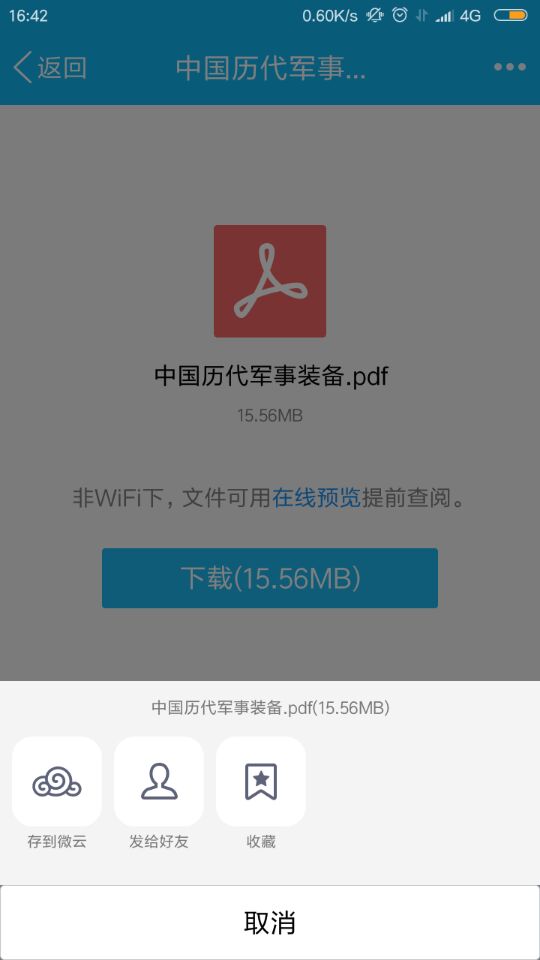 16:42
0.60K/s
4G
返回
中国历代军事...
中国历代军事装备.pdf
15.56MB
非WiFi下，文件可用在线预览提前查阅。
下载(15.56MB)
中国历代军事装备.pdf(15.56MB)
存到微云
发给好友
收藏
取消